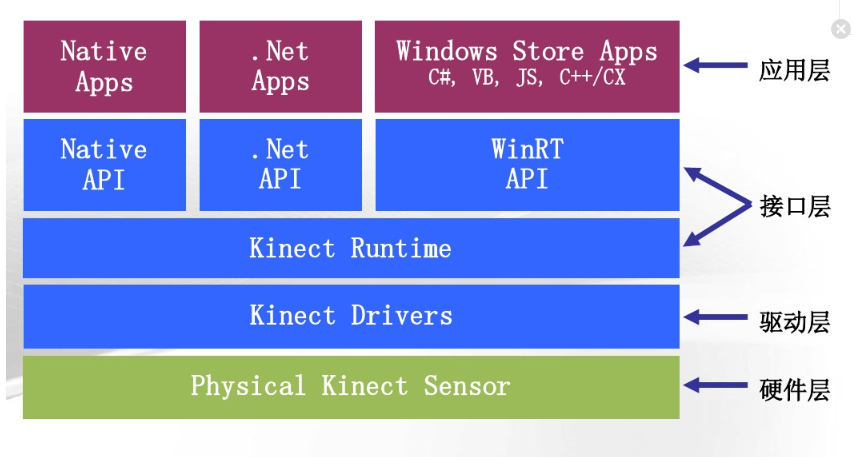 Native
Apps
.Net
Apps
Windows Store Apps
C#, VB, JS, C++/CX
应用层
Native
API
.Net
API
WinRT
API
接口层
Kinect Runtime
Kinect Drivers
驱动层
Physical Kinect Sensor
硬件层